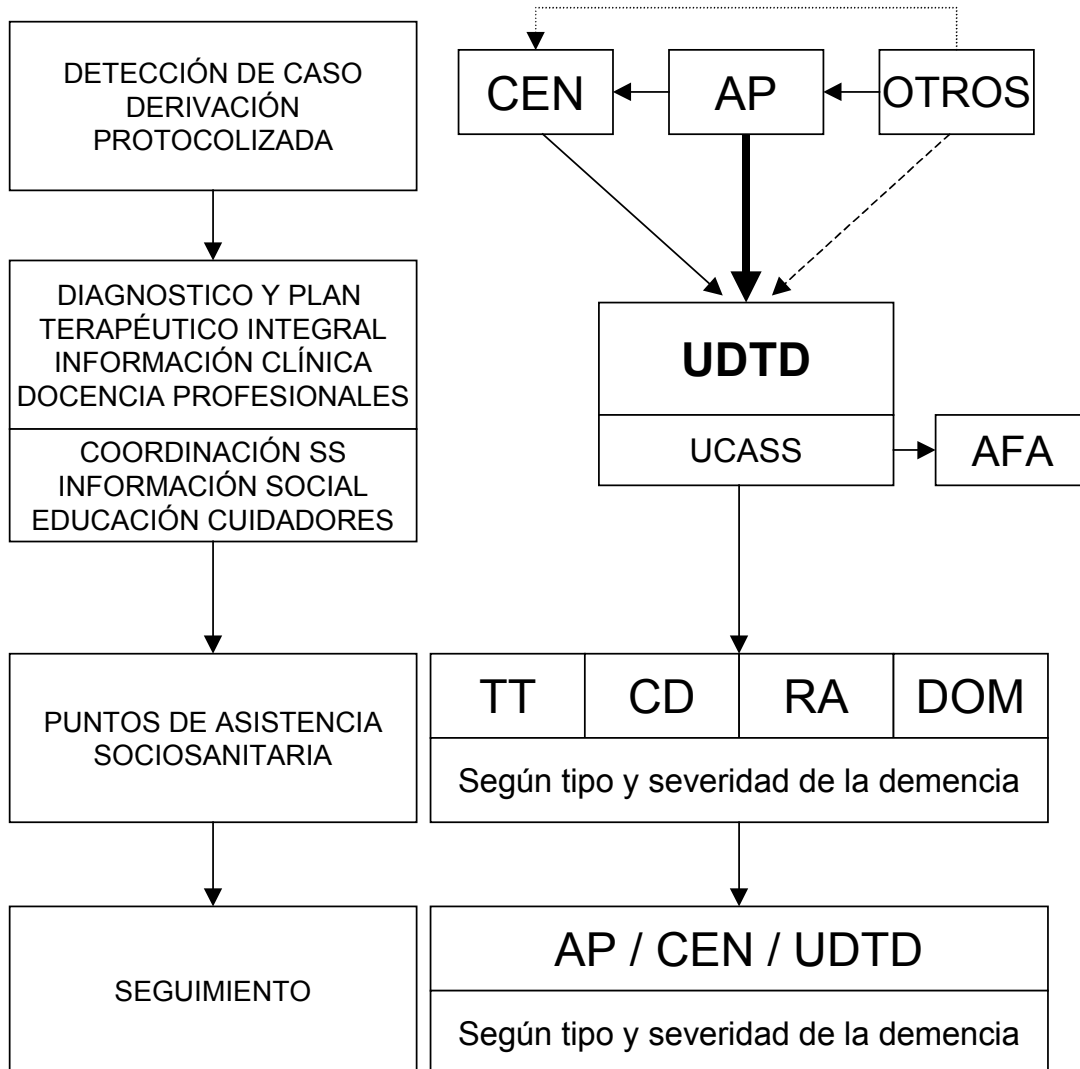 DETECCIÓN DE CASO
DERIVACIÓN
PROTOCOLIZADA
CEN
AP
OTROS
DIAGNOSTICO Y PLAN
TERAPÉUTICO INTEGRAL
INFORMACIÓN CLÍNICA
DOCENCIA PROFESIONALES
COORDINACIÓN SS
INFORMACIÓN SOCIAL
EDUCACIÓN CUIDADORES
UDTD
UCASS
AFA
PUNTOS DE ASISTENCIA
SOCIOSANITARIA
TT
CD
RA
DOM
Según tipo y severidad de la demencia
SEGUIMIENTO
AP / CEN / UDTD
Según tipo y severidad de la demencia